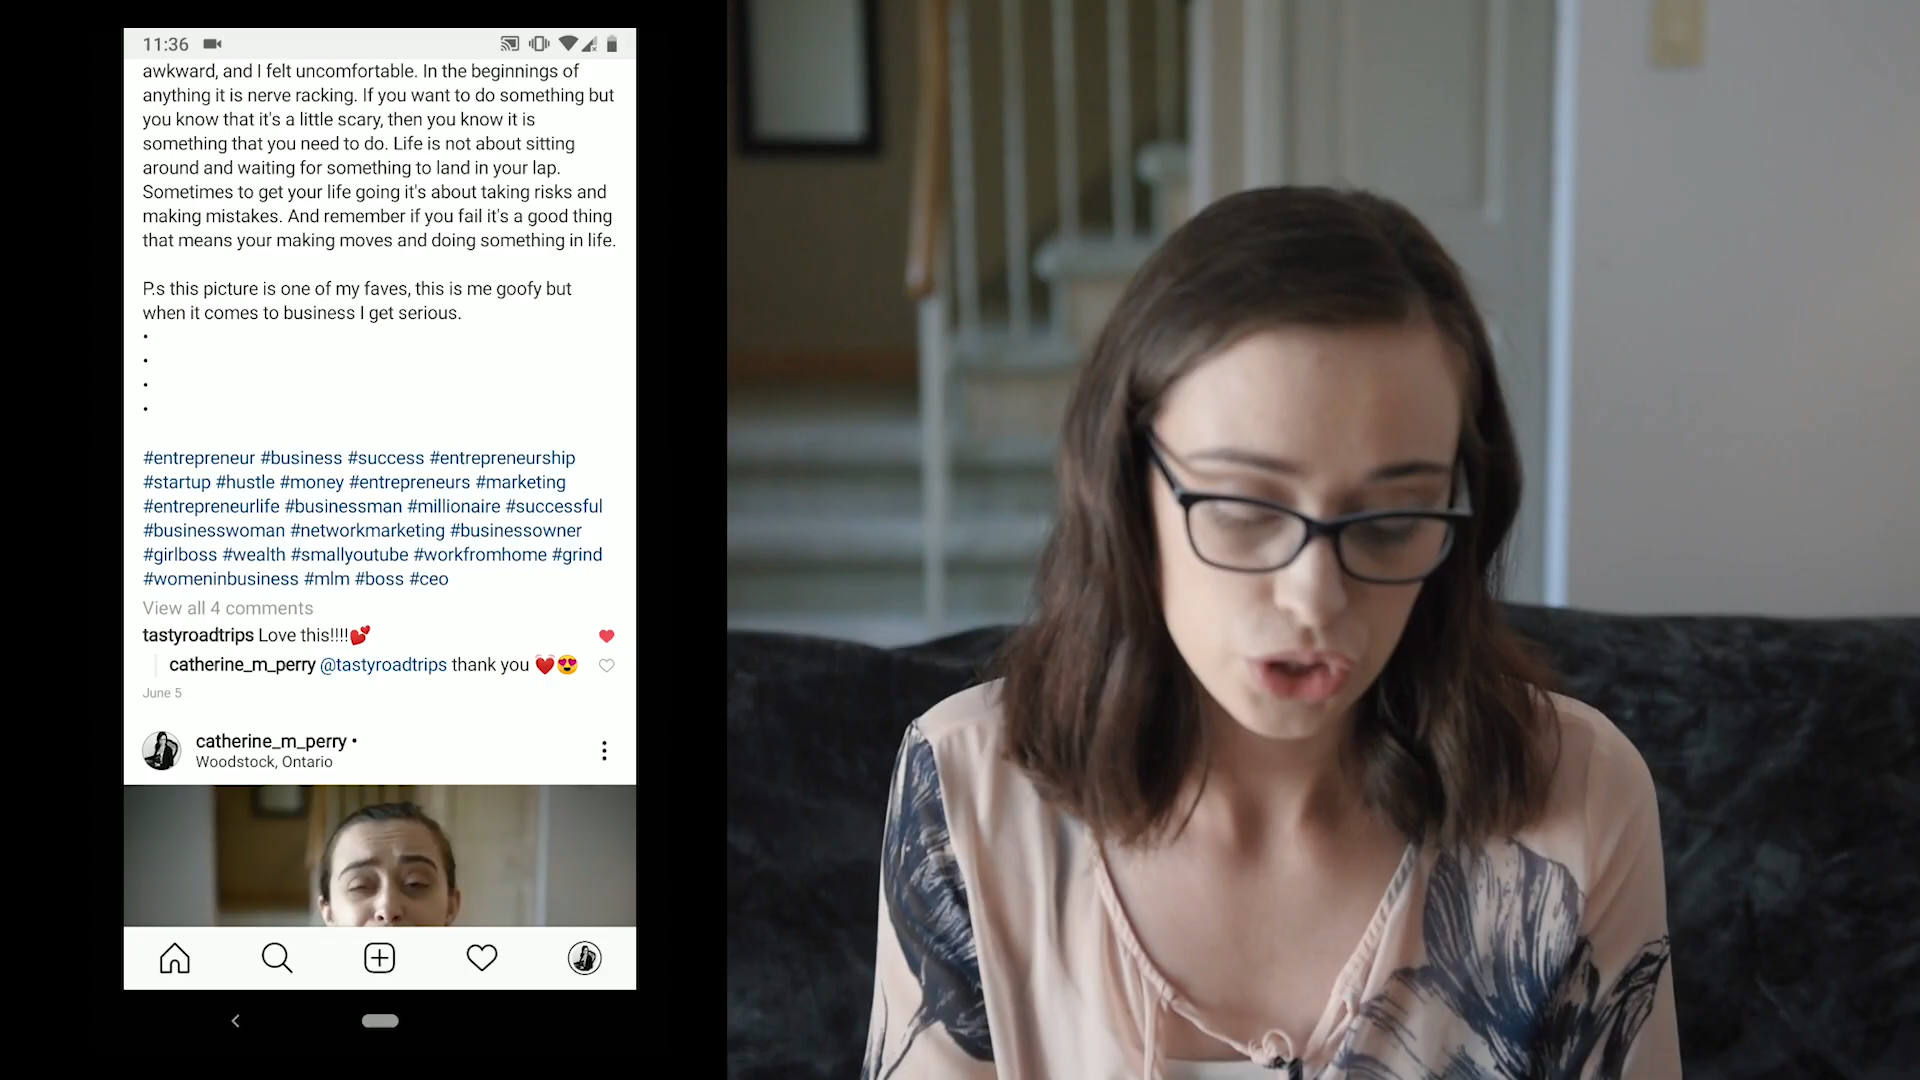 11:36
awkward, and I felt uncomfortable. In the beginnings of
anything it is nerve racking. If you want to do something but
you know that it's a little scary, then you know it is
something that you need to do. Life is not about sitting
around and waiting for something to land in your lap.
Sometimes to get your life going it's about taking risks and
making mistakes. And remember if you fail it's a good thing
that means your making moves and doing something in life.
P.s this picture is one of my faves, this is me goofy but
when it comes to business I get serious.
•
•
•
•
#entrepreneur #business #success #entrepreneurship
#startup #hustle #money #entrepreneurs #marketing
#entrepreneurlife #businessman #millionaire #successful
#businesswoman #networkmarketing #businessowner
#girlboss #wealth #smallyoutube #workfromhome #grind
#womeninbusiness #mlm #boss #ceo
View all 4 comments
tastyroadtrips Love this!!!!💕
catherine_m_perry @tastyroadtrips thank you ❤️😍
June 5
catherine_m_perry •
Woodstock, Ontario